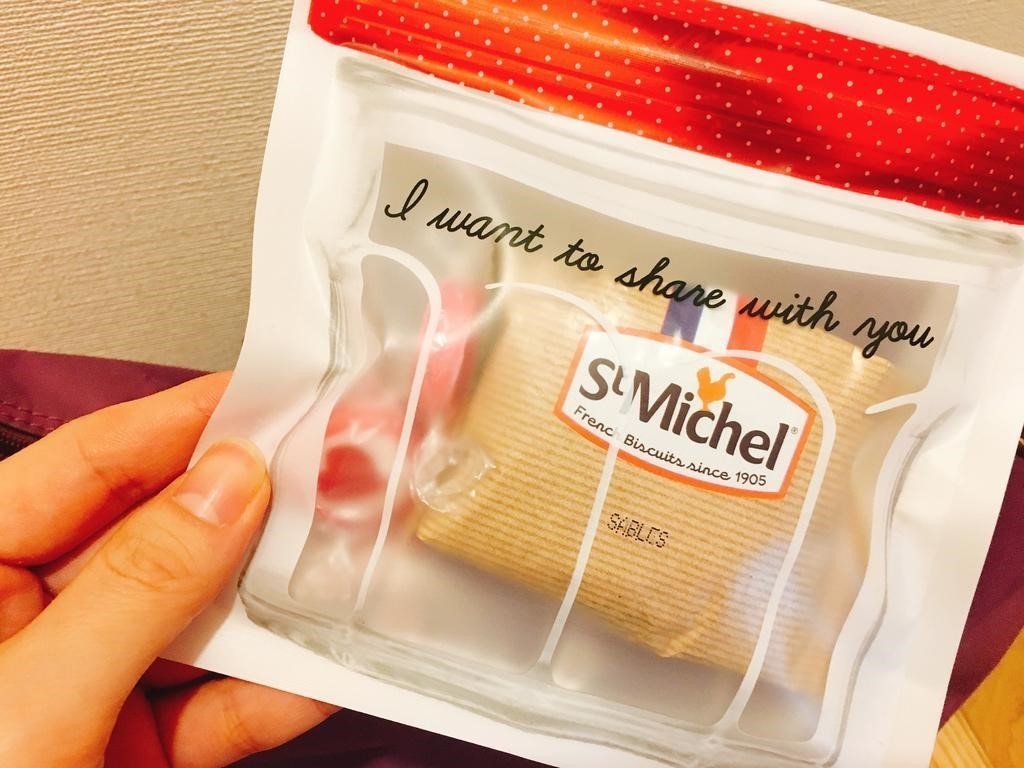 I want to share with you
St Michel®
French Biscuits since 1905
SABLES